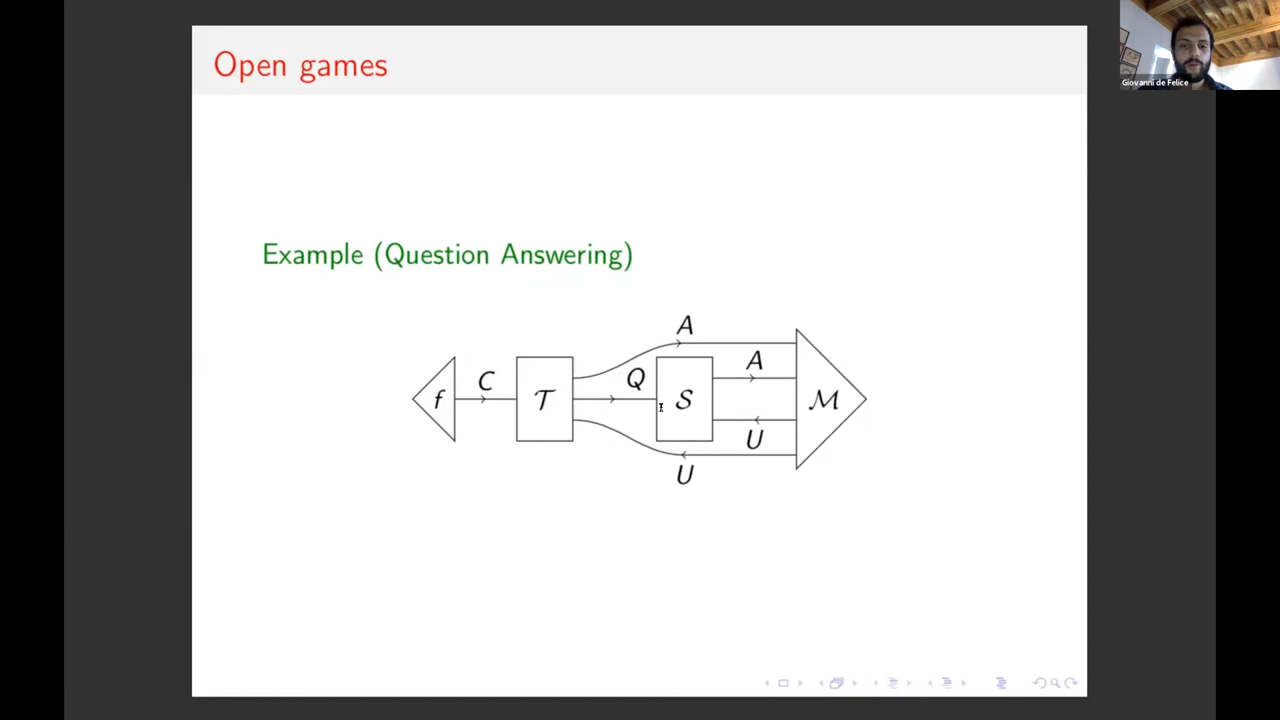 Open games
Giovanni de Felice
Example (Question Answering)
A
C
Q
A
f
T
S
M
U
U